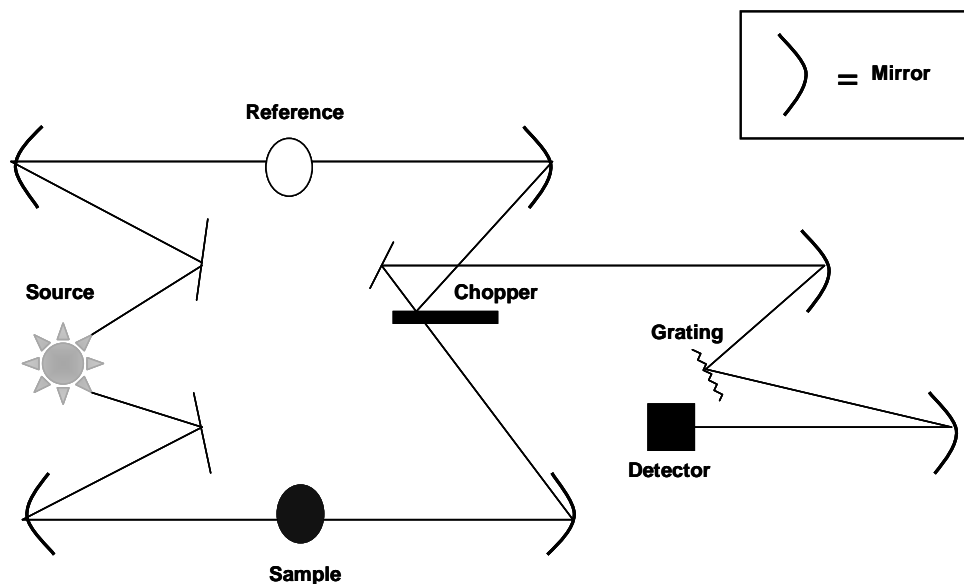 = Mirror
Reference
Source
Chopper
Grating
Detector
Sample